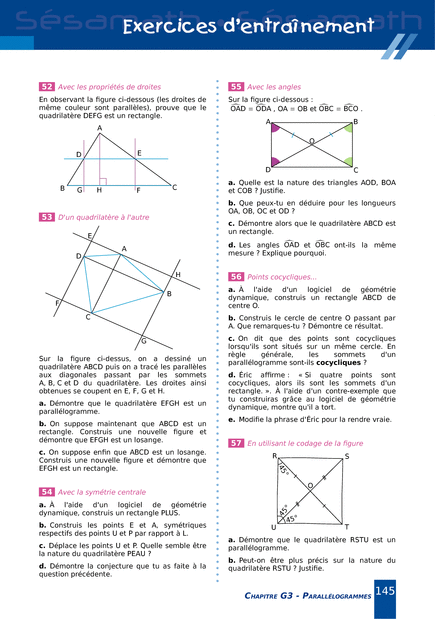 Sésamath
Sésamath
Exercices d'entraînement
52 Avec les propriétés de droites
En observant la figure ci-dessous (les droites de
même couleur sont parallèles), prouve que le
quadrilatère DEFG est un rectangle.
A
D
E
B
G
H
F
C
53 D'un quadrilatère à l'autre
E
D
A
H
B
F
C
G
Sur la figure ci-dessus, on a dessiné un
quadrilatère ABCD puis on a tracé les parallèles
aux diagonales passant par les sommets
A, B, C et D du quadrilatère. Les droites ainsi
obtenues se coupent en E, F, G et H.
a. Démontre que le quadrilatère EFGH est un
parallélogramme.
b. On suppose maintenant que ABCD est un
rectangle. Construis une nouvelle figure et
démontre que EFGH est un losange.
c. On suppose enfin que ABCD est un losange.
Construis une nouvelle figure et démontre que
EFGH est un rectangle.
54 Avec la symétrie centrale
a. À l'aide d'un logiciel de géométrie
dynamique, construis un rectangle PLUS.
b. Construis les points E et A, symétriques
respectifs des points U et P par rapport à L.
c. Déplace les points U et P. Quelle semble être
la nature du quadrilatère PEAU ?
d. Démontre la conjecture que tu as faite à la
question précédente.
55 Avec les angles
Sur la figure ci-dessous :
OAD = ODA , OA = OB et OBC = BCO .
A
B
O
D
C
a. Quelle est la nature des triangles AOD, BOA
et COB ? Justifie.
b. Que peux-tu en déduire pour les longueurs
OA, OB, OC et OD ?
c. Démontre alors que le quadrilatère ABCD est
un rectangle.
d. Les angles OAD et OBC ont-ils la même
mesure ? Explique pourquoi.
56 Points cocycliques...
a. À l'aide d'un logiciel de géométrie
dynamique, construis un rectangle ABCD de
centre O.
b. Construis le cercle de centre O passant par
A. Que remarques-tu ? Démontre ce résultat.
c. On dit que des points sont cocycliques
lorsqu'ils sont situés sur un même cercle. En
règle générale, les sommets d'un
parallélogramme sont-ils cocycliques ?
d. Éric affirme : « Si quatre points sont
cocycliques, alors ils sont les sommets d'un
rectangle. ». À l'aide d'un contre-exemple que
tu construiras grâce au logiciel de géométrie
dynamique, montre qu'il a tort.
e. Modifie la phrase d'Éric pour la rendre vraie.
57 En utilisant le codage de la figure
R
S
45°
O
45°
45°
U
T
a. Démontre que le quadrilatère RSTU est un
parallélogramme.
b. Peut-on être plus précis sur la nature du
quadrilatère RSTU ? Justifie.
CHAPITRE G3 - PARALLÉLOGRAMMES 145